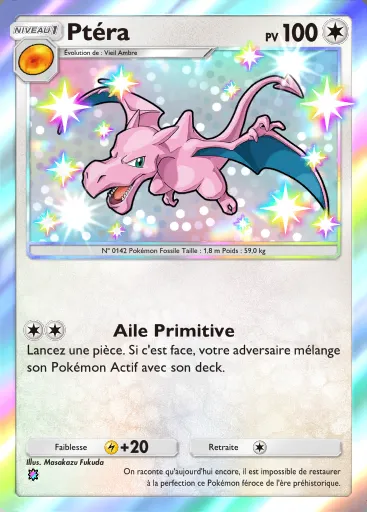 NIVEAU 1 Ptéra PV 100
Évolution de : Vieil Ambre
N° 0142 Pokémon Fossile Taille : 1,8 m Poids : 59,0 kg
Aile Primitive
Lancez une pièce. Si c'est face, votre adversaire mélange
son Pokémon Actif avec son deck.
Faiblesse +20 Retraite
Illus. Masakazu Fukuda
On raconte qu'aujourd'hui encore, il est impossible de restaurer
à la perfection ce Pokémon féroce de l'ère préhistorique.